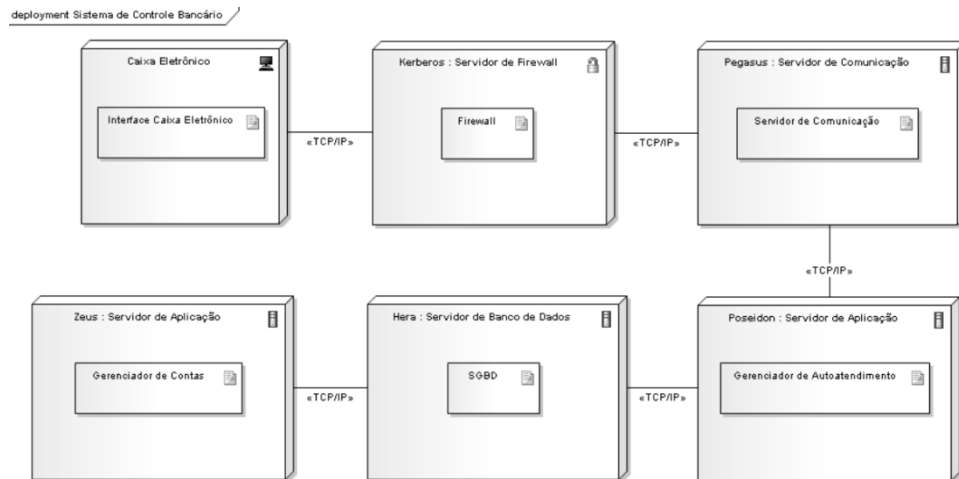 deployment Sistema de Controle Bancário
Caixa Eletrônico
Interface Caixa Eletrônico
«TCP/IP»
Kerberos : Servidor de Firewall
Firewall
«TCP/IP»
Pegasus : Servidor de Comunicação
Servidor de Comunicação
«TCP/IP»
Zeus : Servidor de Aplicação
Gerenciador de Contas
«TCP/IP»
Hera : Servidor de Banco de Dados
SGBD
«TCP/IP»
Poseidon : Servidor de Aplicação
Gerenciador de Autoatendimento